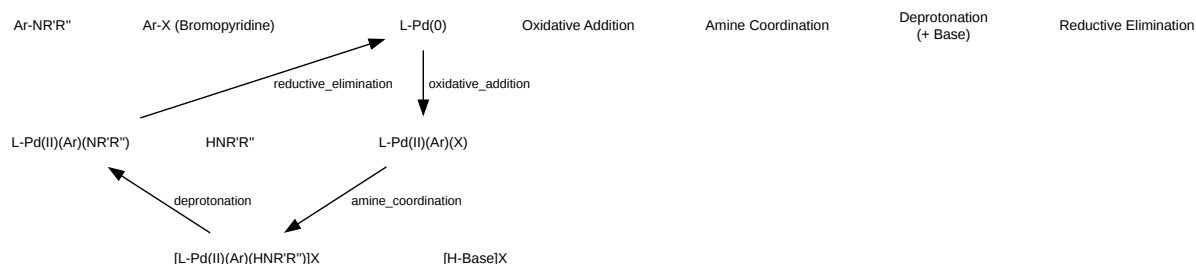 Ar-NR'R"
Ar-X (Bromopyridine)
L-Pd(0)
Oxidative Addition
Amine Coordination
Deprotonation
(+ Base)
Reductive Elimination
reductive_elimination
oxidative_addition
L-Pd(II)(Ar)(NR'R")
HNR'R"
L-Pd(II)(Ar)(X)
deprotonation
amine_coordination
[L-Pd(II)(Ar)(HNR'R")]X
[H-Base]X